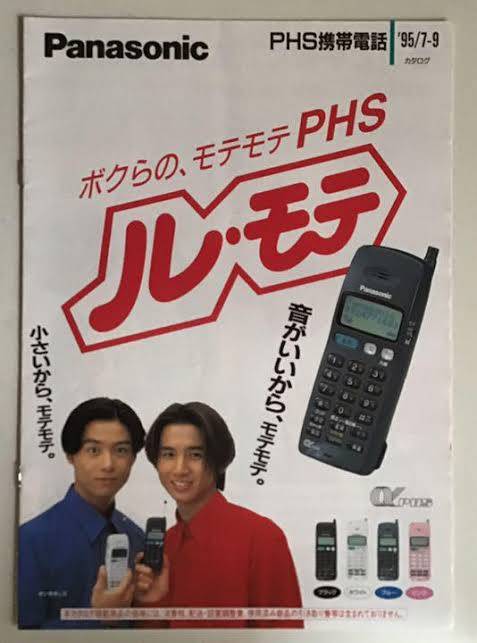 Panasonic
PHS携帯電話
'95/7-9
カタログ
ボクらの、モテモテPHS
ル・モテ
音がいいから、モテモテ。
小さいから、モテモテ。
Panasonic
α PHS
ブラック
ホワイト
ブルー
ピンク